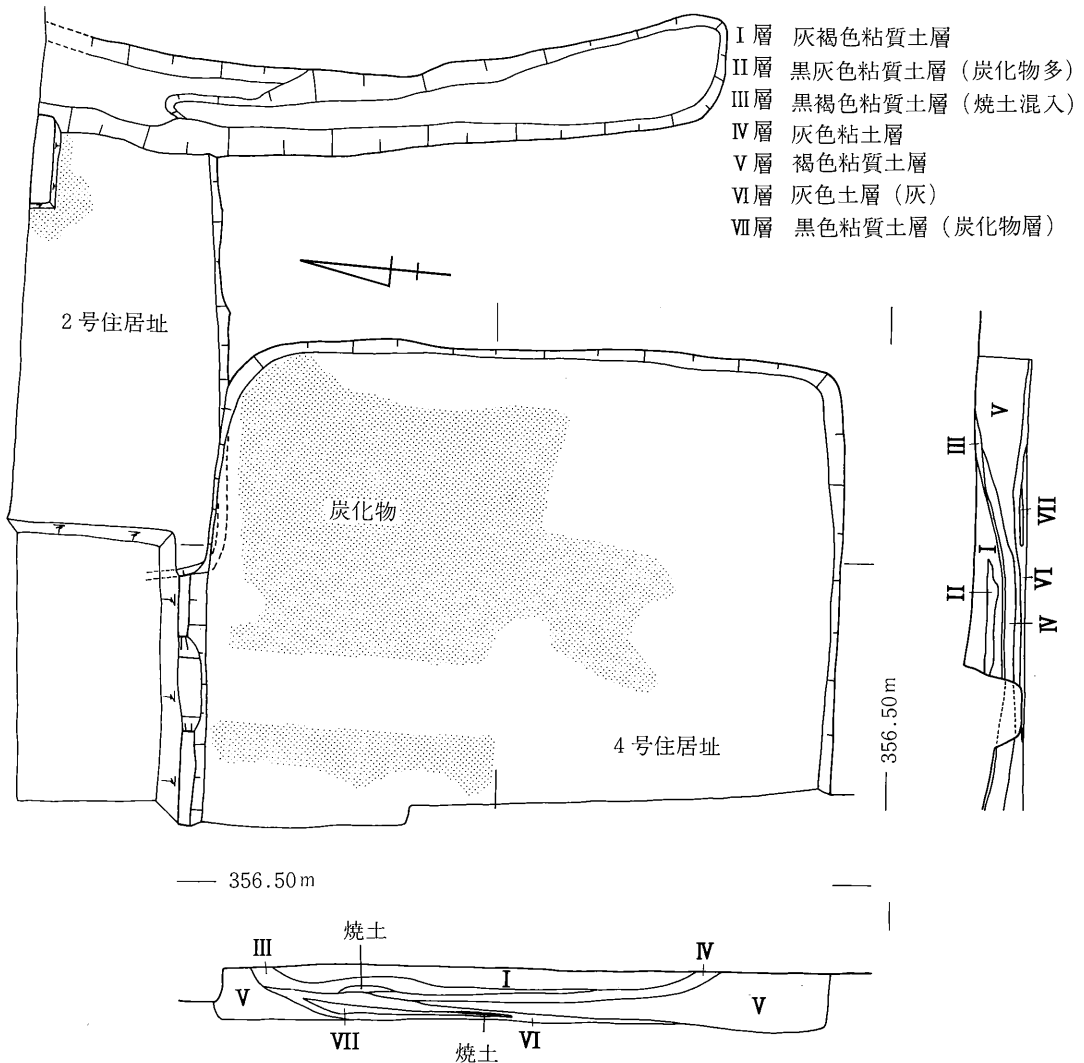 Ⅰ層 灰褐色粘質土層
Ⅱ層 黒灰色粘質土層（炭化物多）
Ⅲ層 黒褐色粘質土層（焼土混入）
Ⅳ層 灰色粘土層
Ⅴ層 褐色粘質土層
Ⅵ層 灰色土層（灰）
Ⅶ層 黒色粘質土層（炭化物層）
2号住居址
炭化物
4号住居址
Ⅴ
Ⅲ
Ⅶ
Ⅰ
Ⅵ
Ⅱ
Ⅳ
356.50m
356.50m
焼土
Ⅲ
Ⅳ
Ⅰ
Ⅴ
Ⅴ
Ⅶ
Ⅵ
焼土